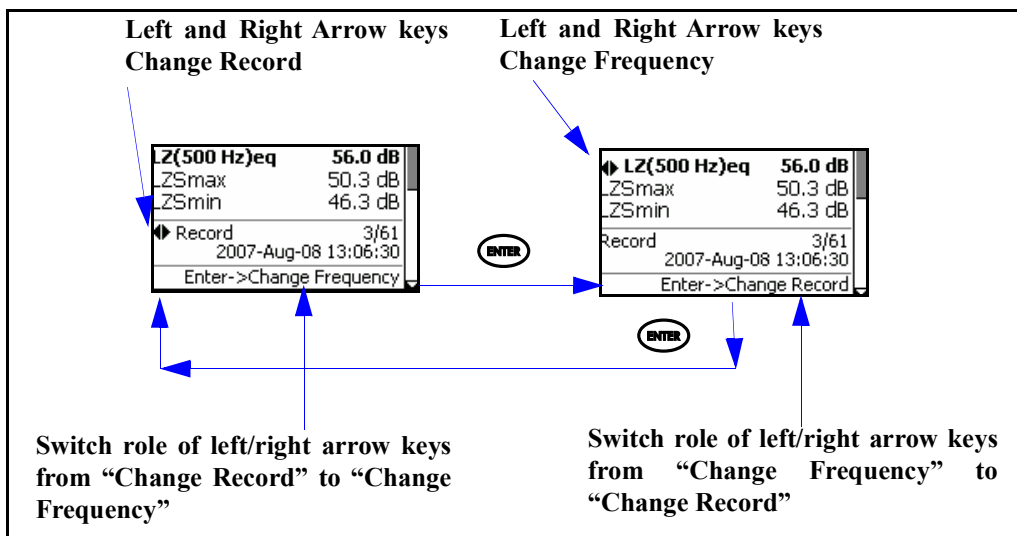 Left and Right Arrow keys
Change Record
Left and Right Arrow keys
Change Frequency
LZ(500 Hz)eq 56.0 dB
LZSmax 50.3 dB
LZSmin 46.3 dB
Record 3/61
2007-Aug-08 13:06:30
Enter->Change Frequency
ENTER
LZ(500 Hz)eq 56.0 dB
LZSmax 50.3 dB
LZSmin 46.3 dB
Record 3/61
2007-Aug-08 13:06:30
Enter->Change Record
ENTER
Switch role of left/right arrow keys
from “Change Record” to “Change
Frequency”
Switch role of left/right arrow keys
from “Change Frequency” to
“Change Record”